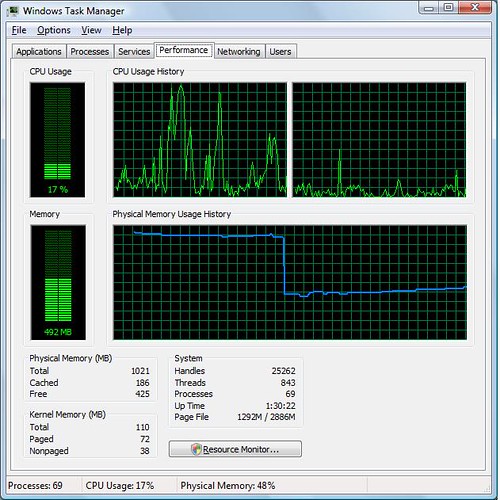 Windows Task Manager
File Options View Help
Applications Processes Services Performance Networking Users
CPU Usage
CPU Usage History
17 %
Memory
Physical Memory Usage History
492 MB
Physical Memory (MB)
Total 1021
Cached 186
Free 425
Kernel Memory (MB)
Total 110
Paged 72
Nonpaged 38
System
Handles 25262
Threads 843
Processes 69
Up Time 1:30:22
Page File 1292M / 2886M
Resource Monitor...
Processes: 69 CPU Usage: 17% Physical Memory: 48%